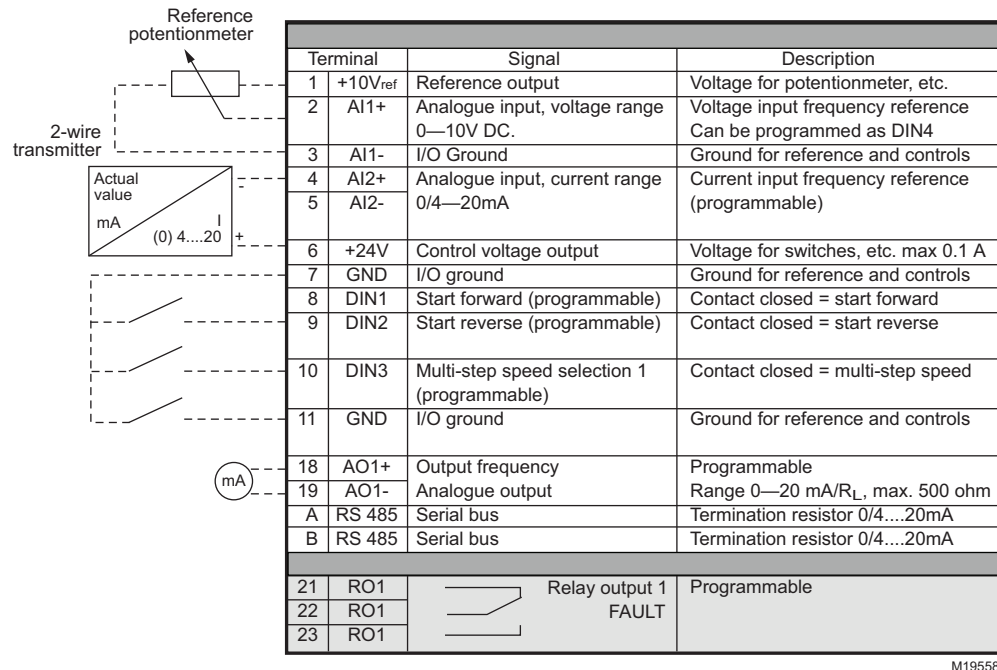 Reference
potentionmeter
2-wire
transmitter
Actual
value
mA
I
(0) 4....20
-
+
mA
Terminal Signal Description
1 +10Vref Reference output Voltage for potentionmeter, etc.
2 AI1+ Analogue input, voltage range Voltage input frequency reference
0—10V DC. Can be programmed as DIN4
3 AI1- I/O Ground Ground for reference and controls
4 AI2+ Analogue input, current range Current input frequency reference
5 AI2- 0/4—20mA (programmable)
6 +24V Control voltage output Voltage for switches, etc. max 0.1 A
7 GND I/O ground Ground for reference and controls
8 DIN1 Start forward (programmable) Contact closed = start forward
9 DIN2 Start reverse (programmable) Contact closed = start reverse
10 DIN3 Multi-step speed selection 1 Contact closed = multi-step speed
(programmable)
11 GND I/O ground Ground for reference and controls
18 AO1+ Output frequency Programmable
19 AO1- Analogue output Range 0—20 mA/RL, max. 500 ohm
A RS 485 Serial bus Termination resistor 0/4....20mA
B RS 485 Serial bus Termination resistor 0/4....20mA
21 RO1 Relay output 1 Programmable
22 RO1 FAULT
23 RO1
M19558